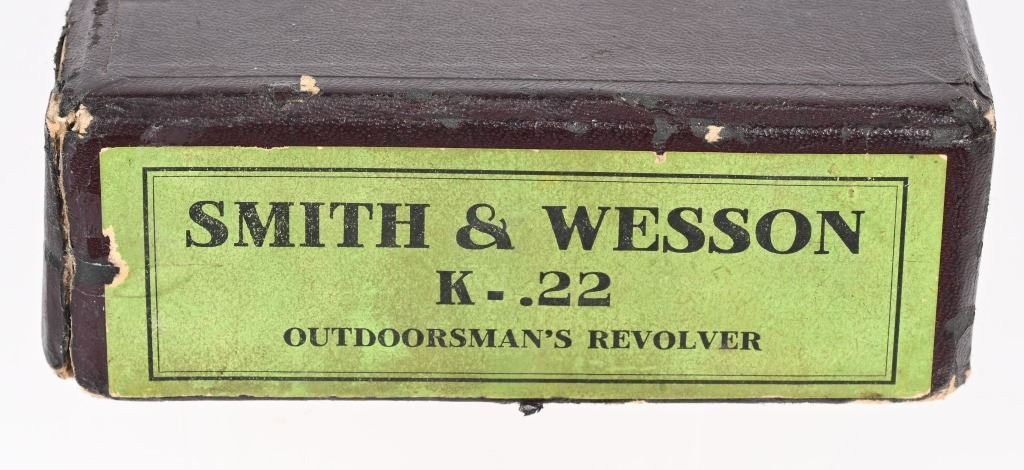 SMITH & WESSON
K-.22
OUTDOORSMAN'S REVOLVER